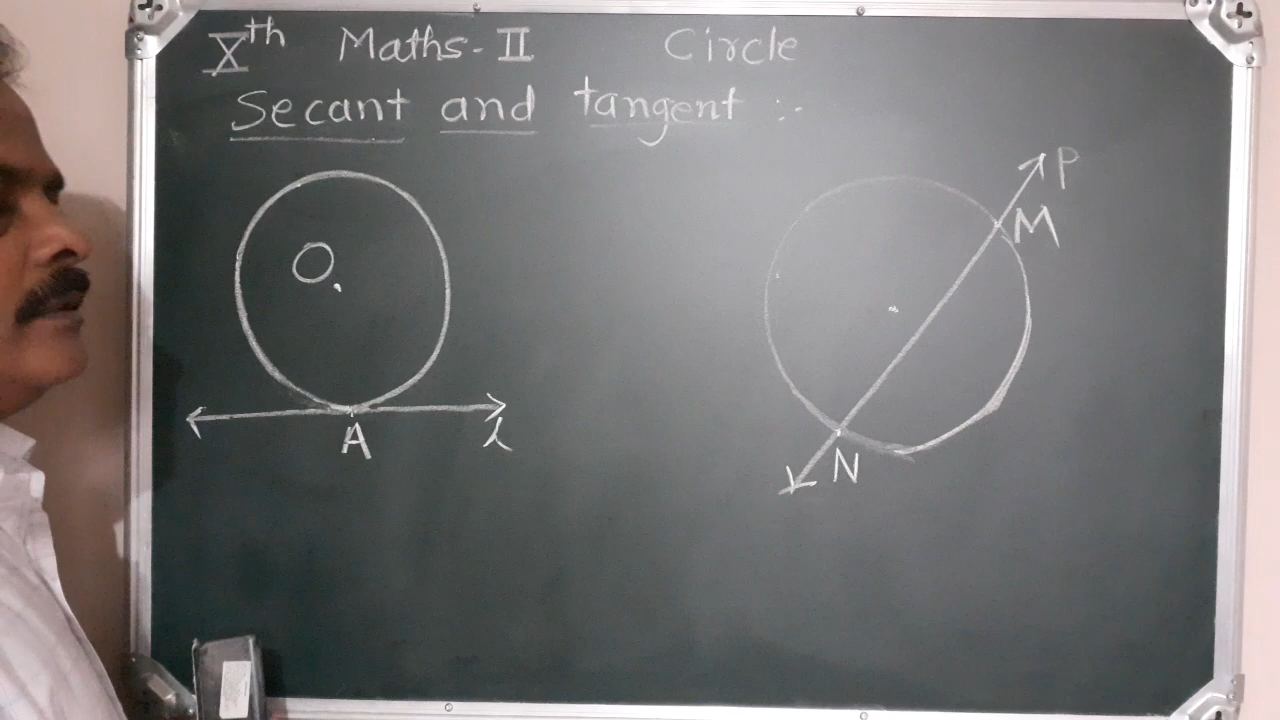 Xth Maths-II Circle
Secant and tangent :-
P
M
O
A
l
N